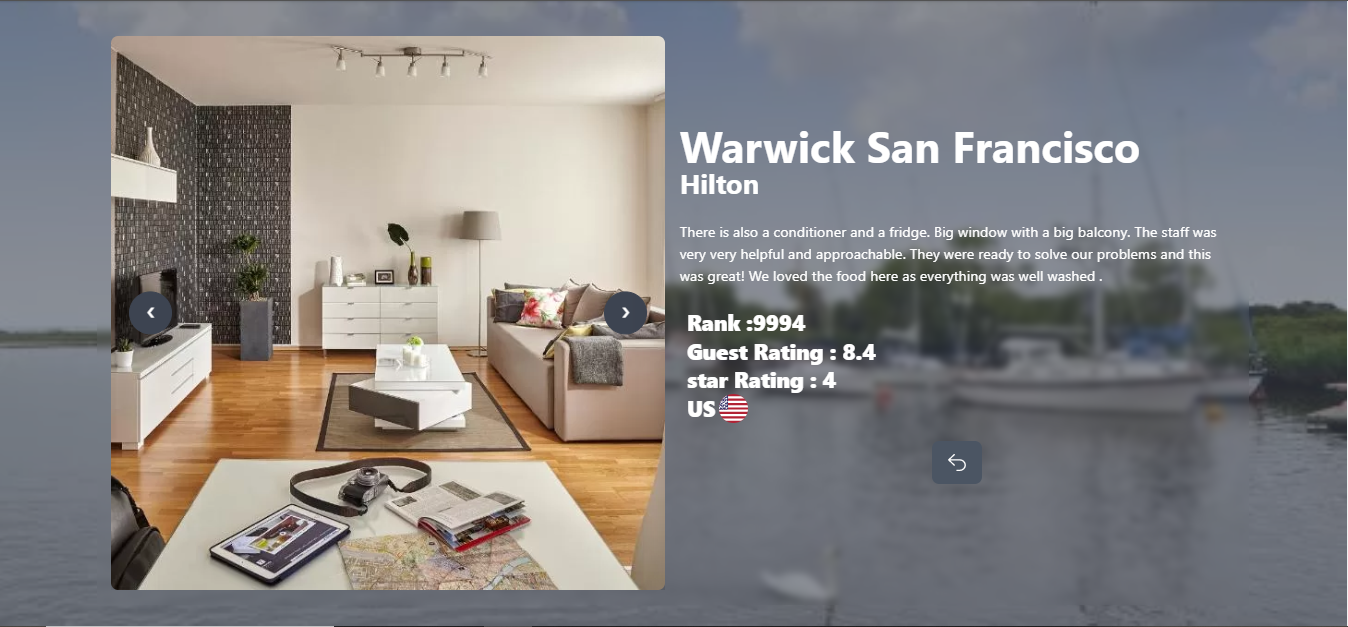 Warwick San Francisco
Hilton
There is also a conditioner and a fridge. Big window with a big balcony. The staff was
very very helpful and approachable. They were ready to solve our problems and this
was great! We loved the food here as everything was well washed .
Rank :9994
Guest Rating : 8.4
star Rating : 4
US